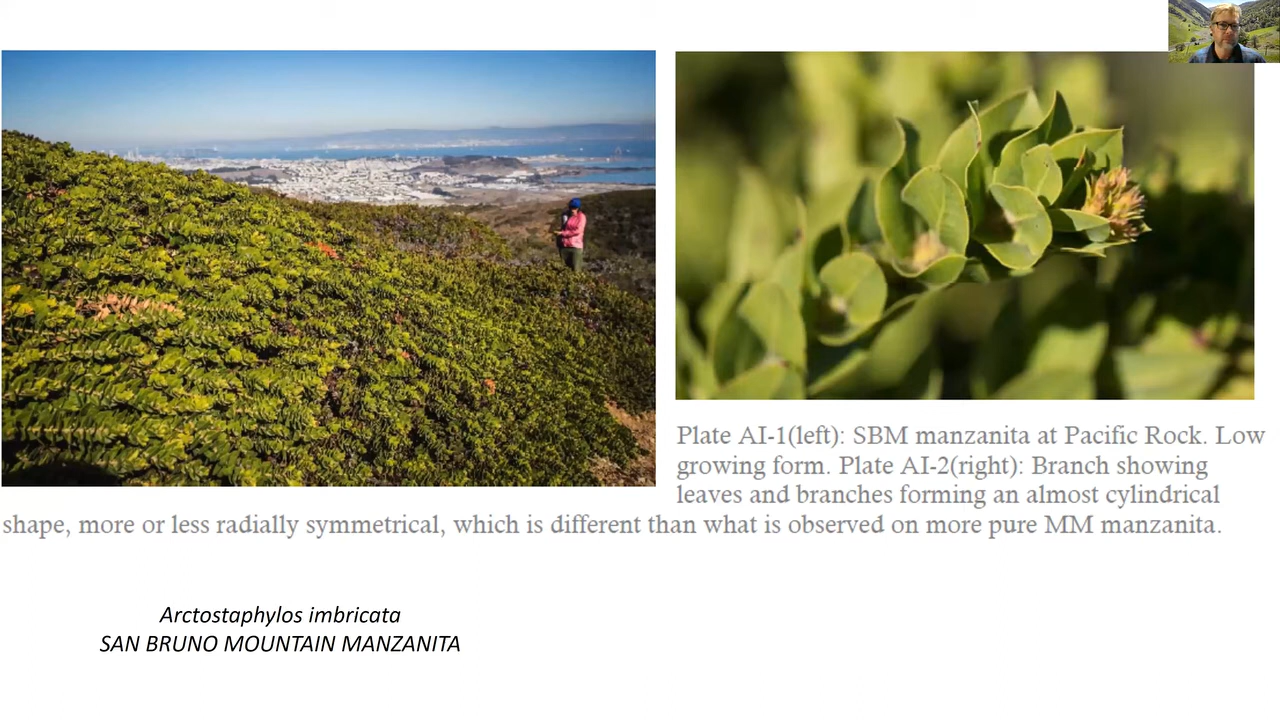 Plate AI-1(left): SBM manzanita at Pacific Rock. Low
growing form. Plate AI-2(right): Branch showing
leaves and branches forming an almost cylindrical
shape, more or less radially symmetrical, which is different than what is observed on more pure MM manzanita.
Arctostaphylos imbricata
SAN BRUNO MOUNTAIN MANZANITA